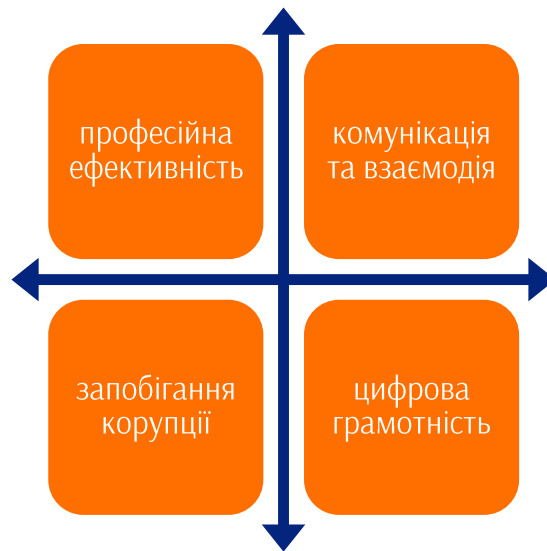 професійна
ефективність
комунікація
та взаємодія
запобігання
корупції
цифрова
грамотність